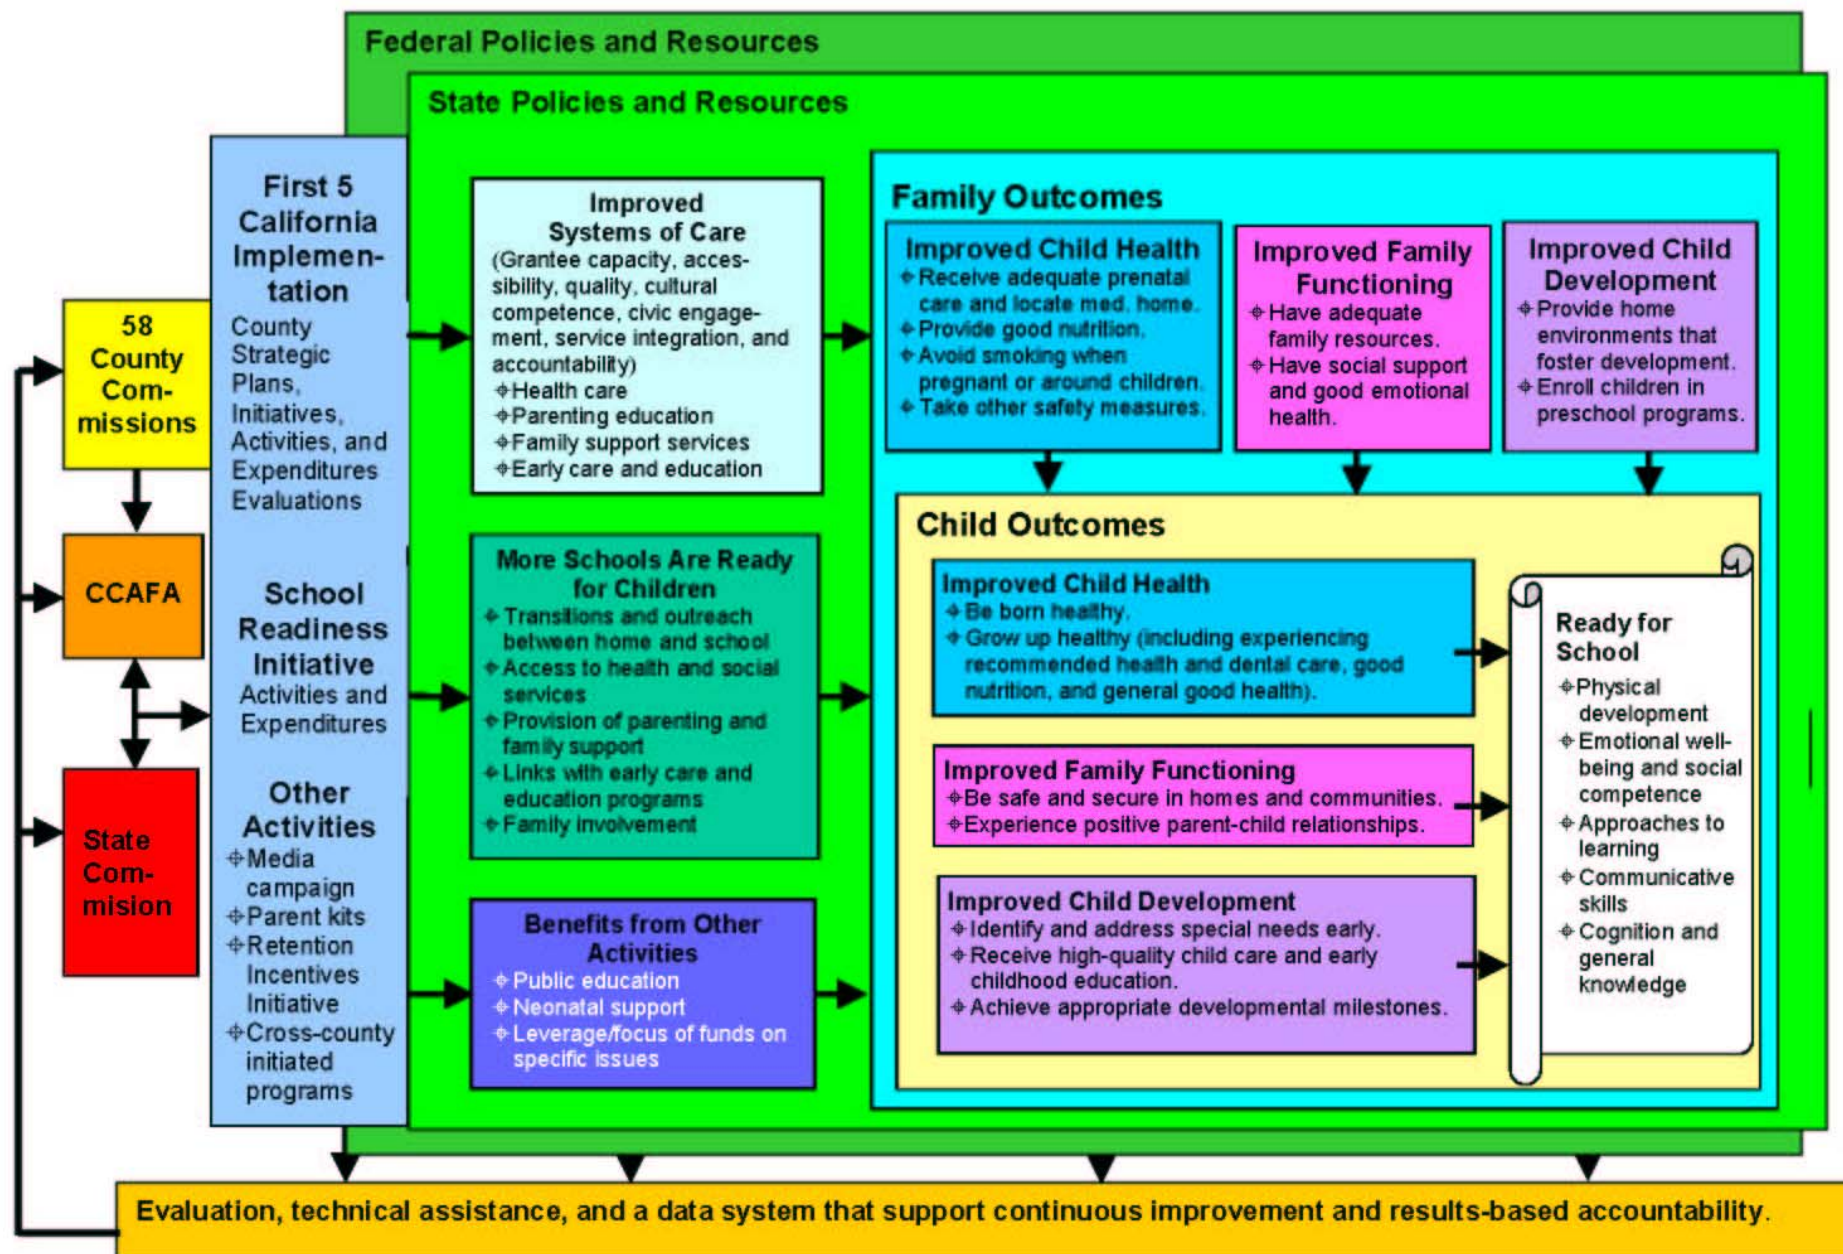 Federal Policies and Resources
State Policies and Resources
58
County
Com-
missions
CCAFA
State
Com-
mision
First 5
California
Implemen-
tation
County
Strategic
Plans,
Initiatives,
Activities, and
Expenditures
Evaluations
School
Readiness
Initiative
Activities and
Expenditures
Other
Activities
Media
campaign
Parent kits
Retention
Incentives
Initiative
Cross-county
initiated
programs
Improved
Systems of Care
(Grantee capacity, acces-
sibility, quality, cultural
competence, civic engage-
ment, service integration, and
accountability)
Health care
Parenting education
Family support services
Early care and education
More Schools Are Ready
for Children
Transitions and outreach
between home and school
Access to health and social
services
Provision of parenting and
family support
Links with early care and
education programs
Family involvement
Benefits from Other
Activities
Public education
Neonatal support
Leverage/focus of funds on
specific issues
Family Outcomes
Improved Child Health
Receive adequate prenatal
care and locate med. home.
Provide good nutrition.
Avoid smoking when
pregnant or around children.
Take other safety measures.
Improved Family
Functioning
Have adequate
family resources.
Have social support
and good emotional
health.
Improved Child
Development
Provide home
environments that
foster development.
Enroll children in
preschool programs.
Child Outcomes
Improved Child Health
Be born healthy.
Grow up healthy (including experiencing
recommended health and dental care, good
nutrition, and general good health).
Improved Family Functioning
Be safe and secure in homes and communities.
Experience positive parent-child relationships.
Improved Child Development
Identify and address special needs early.
Receive high-quality child care and early
childhood education.
Achieve appropriate developmental milestones.
Ready for
School
Physical
development
Emotional well-
being and social
competence
Approaches to
learning
Communicative
skills
Cognition and
general
knowledge
Evaluation, technical assistance, and a data system that support continuous improvement and results-based accountability.